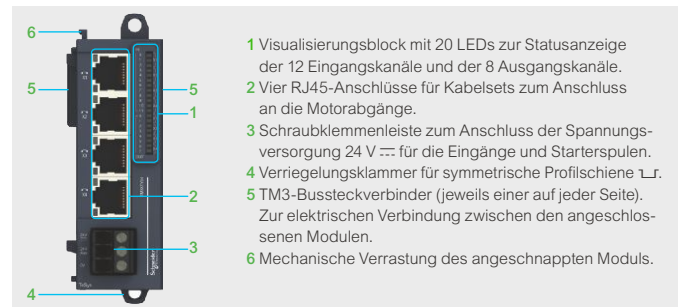 6
5
5
1
2
3
4
Schneider
1 Visualisierungsblock mit 20 LEDs zur Statusanzeige
der 12 Eingangskanäle und der 8 Ausgangskanäle.
2 Vier RJ45-Anschlüsse für Kabelsets zum Anschluss
an die Motorabgänge.
3 Schraubklemmenleiste zum Anschluss der Spannungs-
versorgung 24 V ⎓ für die Eingänge und Starterspulen.
4 Verriegelungsklammer für symmetrische Profilschiene.
5 TM3-Bussteckverbinder (jeweils einer auf jeder Seite).
Zur elektrischen Verbindung zwischen den angeschlos-
senen Modulen.
6 Mechanische Verrastung des angeschnappten Moduls.